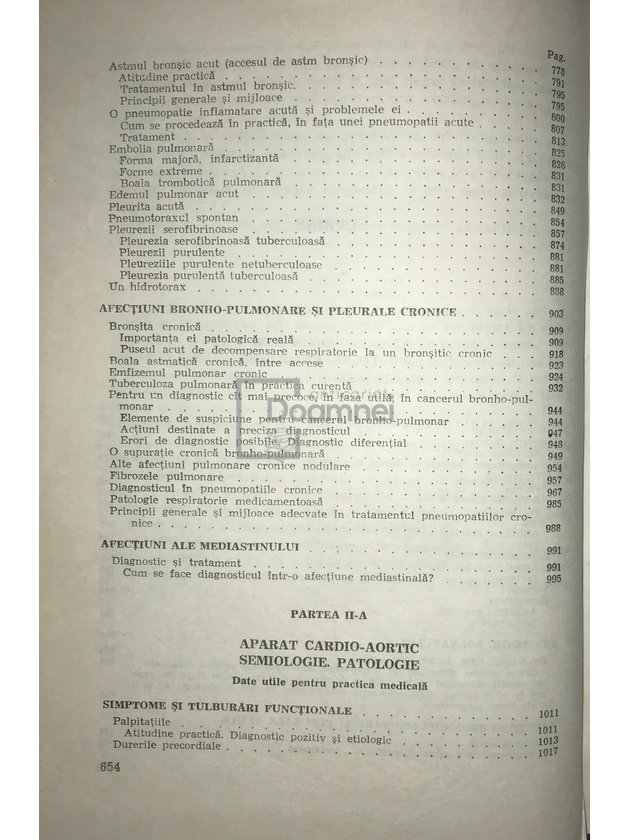 Pag.
Astmul bronșic acut (accesul de astm bronșic) . . . . . . . . . . 778
Atitudine practică . . . . . . . . . . 791
Tratamentul în astmul bronșic. . . . . . . . . . 795
Principii generale și mijloace . . . . . . . . . . 795
O pneumopatie inflamatare acută și problemele ei . . . . . . . . . . 800
Cum se procedează în practică, în fața unei pneumopatii acute 807
Tratament . . . . . . . . . . 813
Embolia pulmonară . . . . . . . . . . 825
Forma majoră, infarctizantă . . . . . . . . . . 826
Forme extreme . . . . . . . . . . 831
Boala trombotică pulmonară . . . . . . . . . . 831
Edemul pulmonar acut . . . . . . . . . . 832
Pleurita acută . . . . . . . . . . 849
Pneumotoraxul spontan . . . . . . . . . . 854
Pleurezii serofibrinoase . . . . . . . . . . 857
Pleurezia serofibrinoasă tuberculoasă . . . . . . . . . . 874
Pleurezii purulente . . . . . . . . . . 881
Pleureziile purulente netuberculoase . . . . . . . . . . 881
Pleurezia purulentă tuberculoasă . . . . . . . . . . 885
Un hidrotorax . . . . . . . . . . 888
AFECȚIUNI BRONHO-PULMONARE ȘI PLEURALE CRONICE . . . . . 903
Bronșita cronică . . . . . . . . . . 909
Importanța ei patologică reală . . . . . . . . . . 909
Puseul acut de decompensare respiratorie la un bronșitic cronic . . . 918
Boala astmatică cronică, între accese . . . . . . . . . . 923
Emfizemul pulmonar cronic . . . . . . . . . . 924
Tuberculoza pulmonară în practica curentă . . . . . . . . . . 932
Pentru un diagnostic cît mai precoce, în faza utilă, în cancerul bronho-pul-
monar . . . . . . . . . . 944
Elemente de suspiciune pentru cancerul bronho-pulmonar . . . . . 944
Acțiuni destinate a preciza diagnosticul . . . . . . . . . . 947
Erori de diagnostic posibile. Diagnostic diferențial . . . . . . . . 948
O supurație cronică bronho-pulmonară . . . . . . . . . . 949
Alte afecțiuni pulmonare cronice nodulare . . . . . . . . . . 954
Fibrozele pulmonare . . . . . . . . . . 957
Diagnosticul în pneumopatiile cronice . . . . . . . . . . 967
Patologie respiratorie medicamentoasă . . . . . . . . . . 985
Principii generale și mijloace adecvate în tratamentul pneumopatiilor cro-
nice . . . . . . . . . . 988
AFECȚIUNI ALE MEDIASTINULUI . . . . . . . . . . 991
Diagnostic și tratament . . . . . . . . . . 991
Cum se face diagnosticul într-o afecțiune mediastinală? . . . . . 995
PARTEA II-A
APARAT CARDIO-AORTIC
SEMIOLOGIE. PATOLOGIE
Date utile pentru practica medicală
SIMPTOME ȘI TULBURĂRI FUNCȚIONALE . . . . . . . . . . 1011
Palpitațiile . . . . . . . . . . 1011
Atitudine practică. Diagnostic pozitiv și etiologic . . . . . . . . 1013
Durerile precordiale . . . . . . . . . . 1017
654
Anticariat
Doamnei